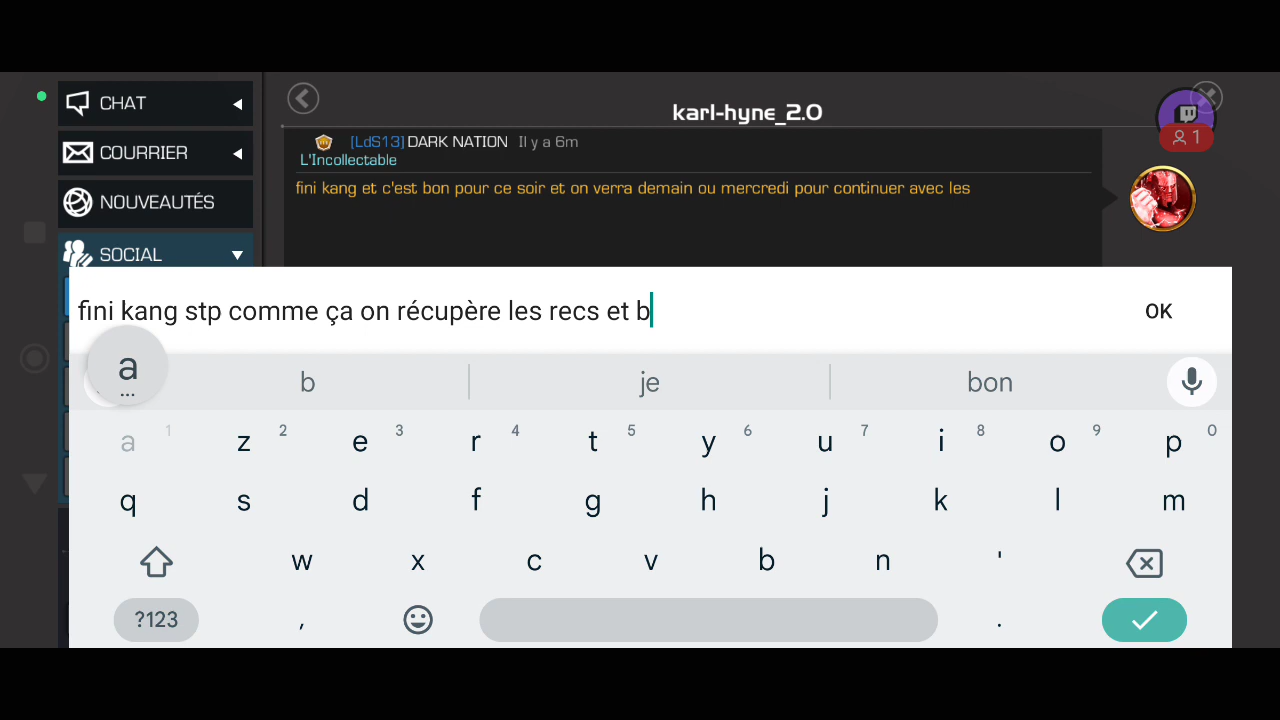 CHAT
COURRIER
NOUVEAUTÉS
SOCIAL
karl-hyne_2.0
1
[LdS13] DARK NATION Il y a 6m
L'Incollectable
fini kang et c'est bon pour ce soir et on verra demain ou mercredi pour continuer avec les
fini kang stp comme ça on récupère les recs et b
OK
a
...
b je bon
a 1 z 2 e 3 r 4 t 5 y 6 u 7 i 8 o 9 p 0
q s d f g h j k l m
w x c v b n '
?123 , .